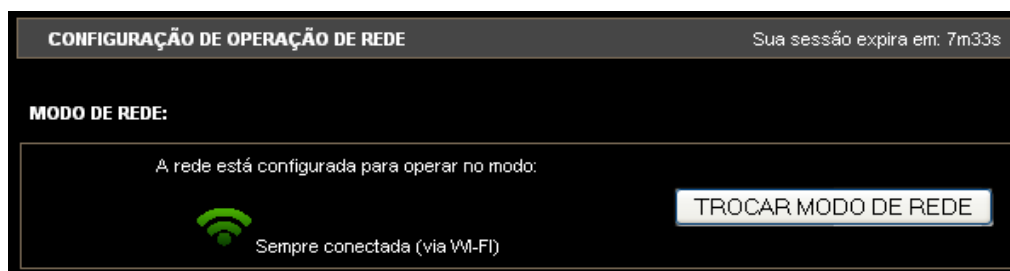 CONFIGURAÇÃO DE OPERAÇÃO DE REDE Sua sessão expira em: 7m33s
MODO DE REDE:
A rede está configurada para operar no modo:
TROCAR MODO DE REDE
Sempre conectada (via WI-FI)